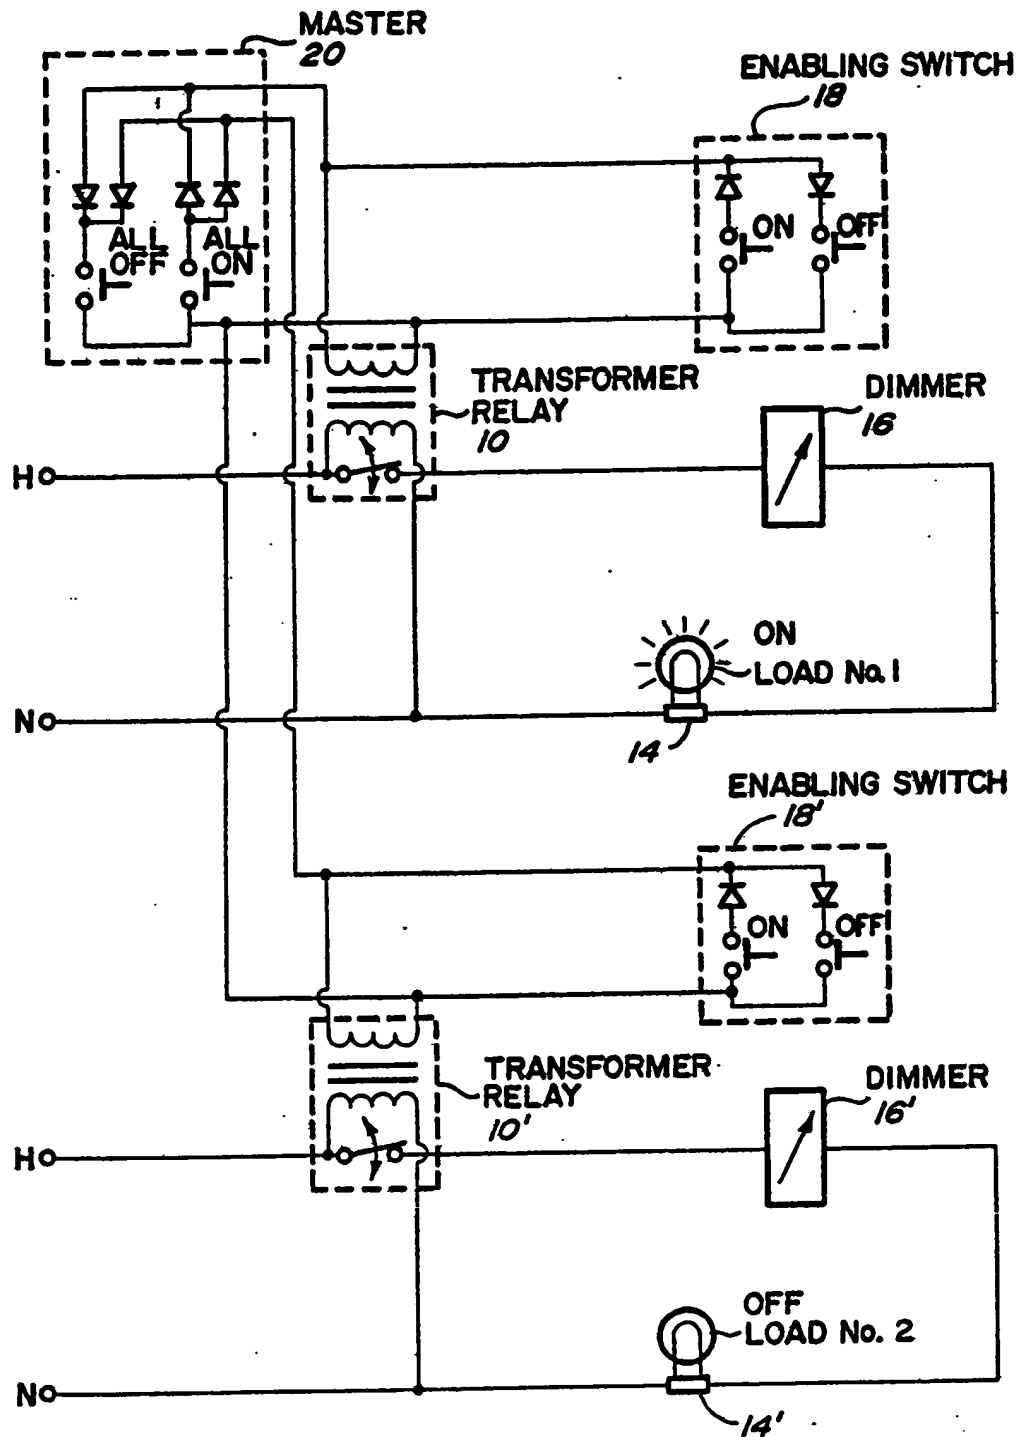 MASTER
20
ENABLING SWITCH
18
ON
OFF
ALL
OFF
ALL
ON
TRANSFORMER
RELAY
10
DIMMER
16
H
ON
LOAD No. 1
N
14
ENABLING SWITCH
18'
ON
OFF
TRANSFORMER
RELAY
10'
DIMMER
16'
H
OFF
LOAD No. 2
N
14'